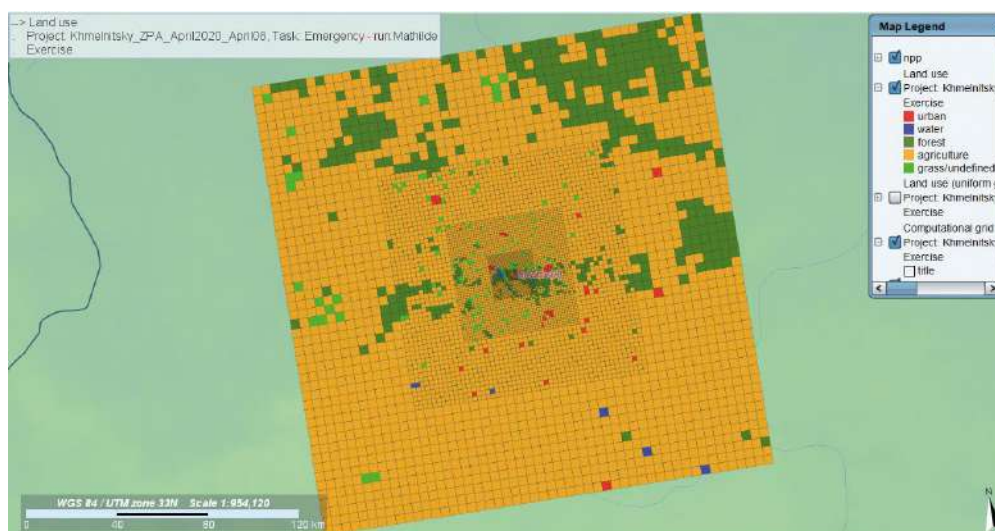 --> Land use
Project: Khmelnitsky_ZPA_April2020_April08, Task: Emergency - run Mathilde
Exercise
Map Legend
npp
Land use
Project: Khmelnitsky
Exercise
urban
water
forest
agriculture
grass/undefined
Land use (uniform
Project: Khmelnitsky
Exercise
Computational grid
Project: Khmelnitsky
Exercise
title
WGS 84 / UTM zone 33N Scale 1:954,120
0 40 80 120 km
N